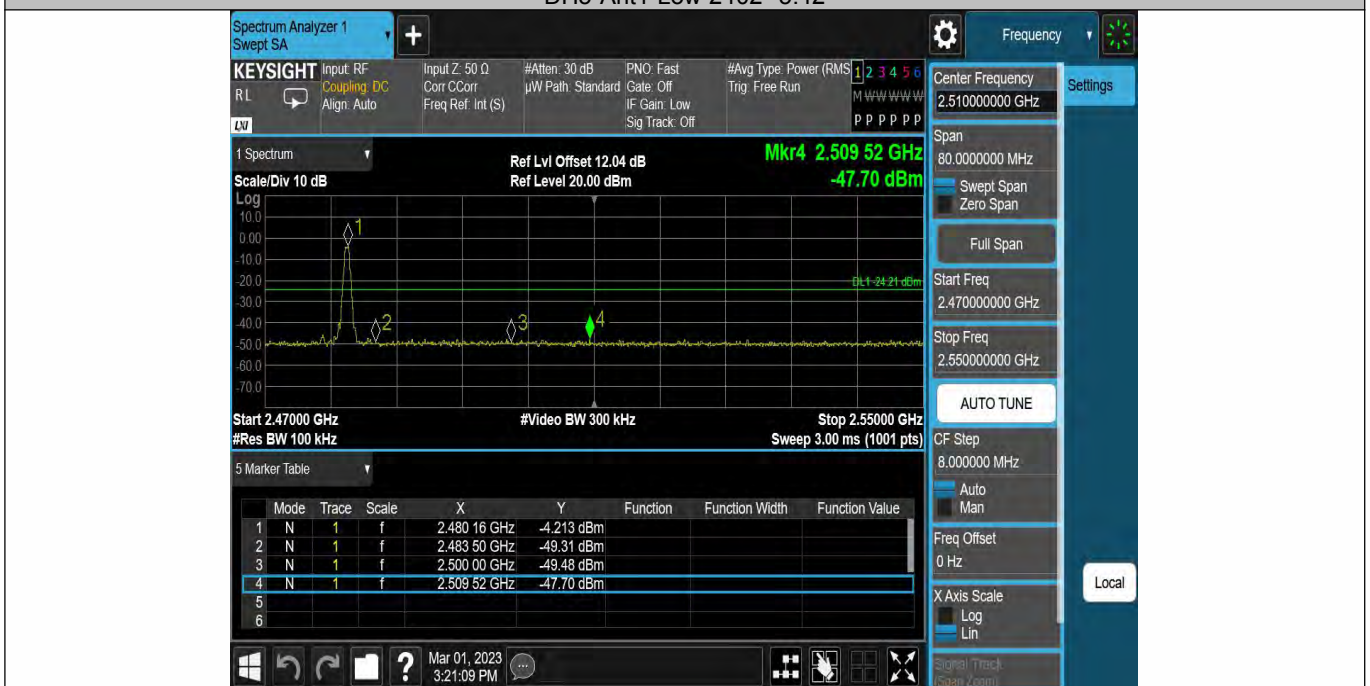 Spectrum Analyzer 1
Swept SA
+
Frequency
KEYSIGHT
RL
LXI
Input: RF
Coupling: DC
Align: Auto
Input Z: 50 Ω
Corr CCorr
Freq Ref: Int (S)
#Atten: 30 dB
µW Path: Standard
PNO: Fast
Gate: Off
IF Gain: Low
Sig Track: Off
#Avg Type: Power (RMS
Trig: Free Run
1 2 3 4 5 6
M W W W W W
P P P P P P
1 Spectrum
Scale/Div 10 dB
Ref Lvl Offset 12.04 dB
Ref Level 20.00 dBm
Mkr4 2.509 52 GHz
-47.70 dBm
Log
10.0
0.00
-10.0
-20.0
-30.0
-40.0
-50.0
-60.0
-70.0
1
2
3
4
DL1 -24.21 dBm
Start 2.47000 GHz
#Video BW 300 kHz
Stop 2.55000 GHz
#Res BW 100 kHz
Sweep 3.00 ms (1001 pts)
5 Marker Table
Mode Trace Scale X Y Function Function Width Function Value
1 N 1 f 2.480 16 GHz -4.213 dBm
2 N 1 f 2.483 50 GHz -49.31 dBm
3 N 1 f 2.500 00 GHz -49.48 dBm
4 N 1 f 2.509 52 GHz -47.70 dBm
5
6
?
Mar 01, 2023
3:21:09 PM
Center Frequency
2.510000000 GHz
Settings
Span
80.0000000 MHz
Swept Span
Zero Span
Full Span
Start Freq
2.470000000 GHz
Stop Freq
2.550000000 GHz
AUTO TUNE
CF Step
8.000000 MHz
Auto
Man
Freq Offset
0 Hz
Local
X Axis Scale
Log
Lin
Signal Track
(Span Zoom)